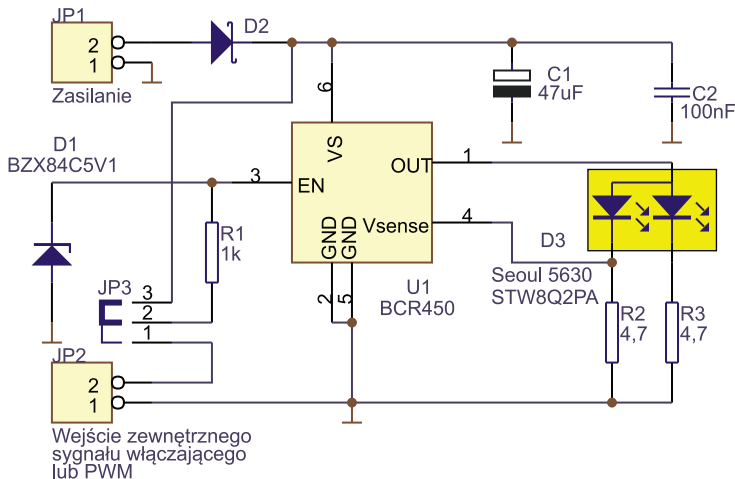 JP1
2
1
Zasilanie
D2
C1
47uF
C2
100nF
6
VS
D1
BZX84C5V1
3
EN
OUT
1
Vsense
4
GND
GND
2
5
U1
BCR450
R1
1k
D3
Seoul 5630
STW8Q2PA
JP3
3
2
1
R2
4,7
R3
4,7
JP2
2
1
Wejście zewnętrznego
sygnału włączającego
lub PWM